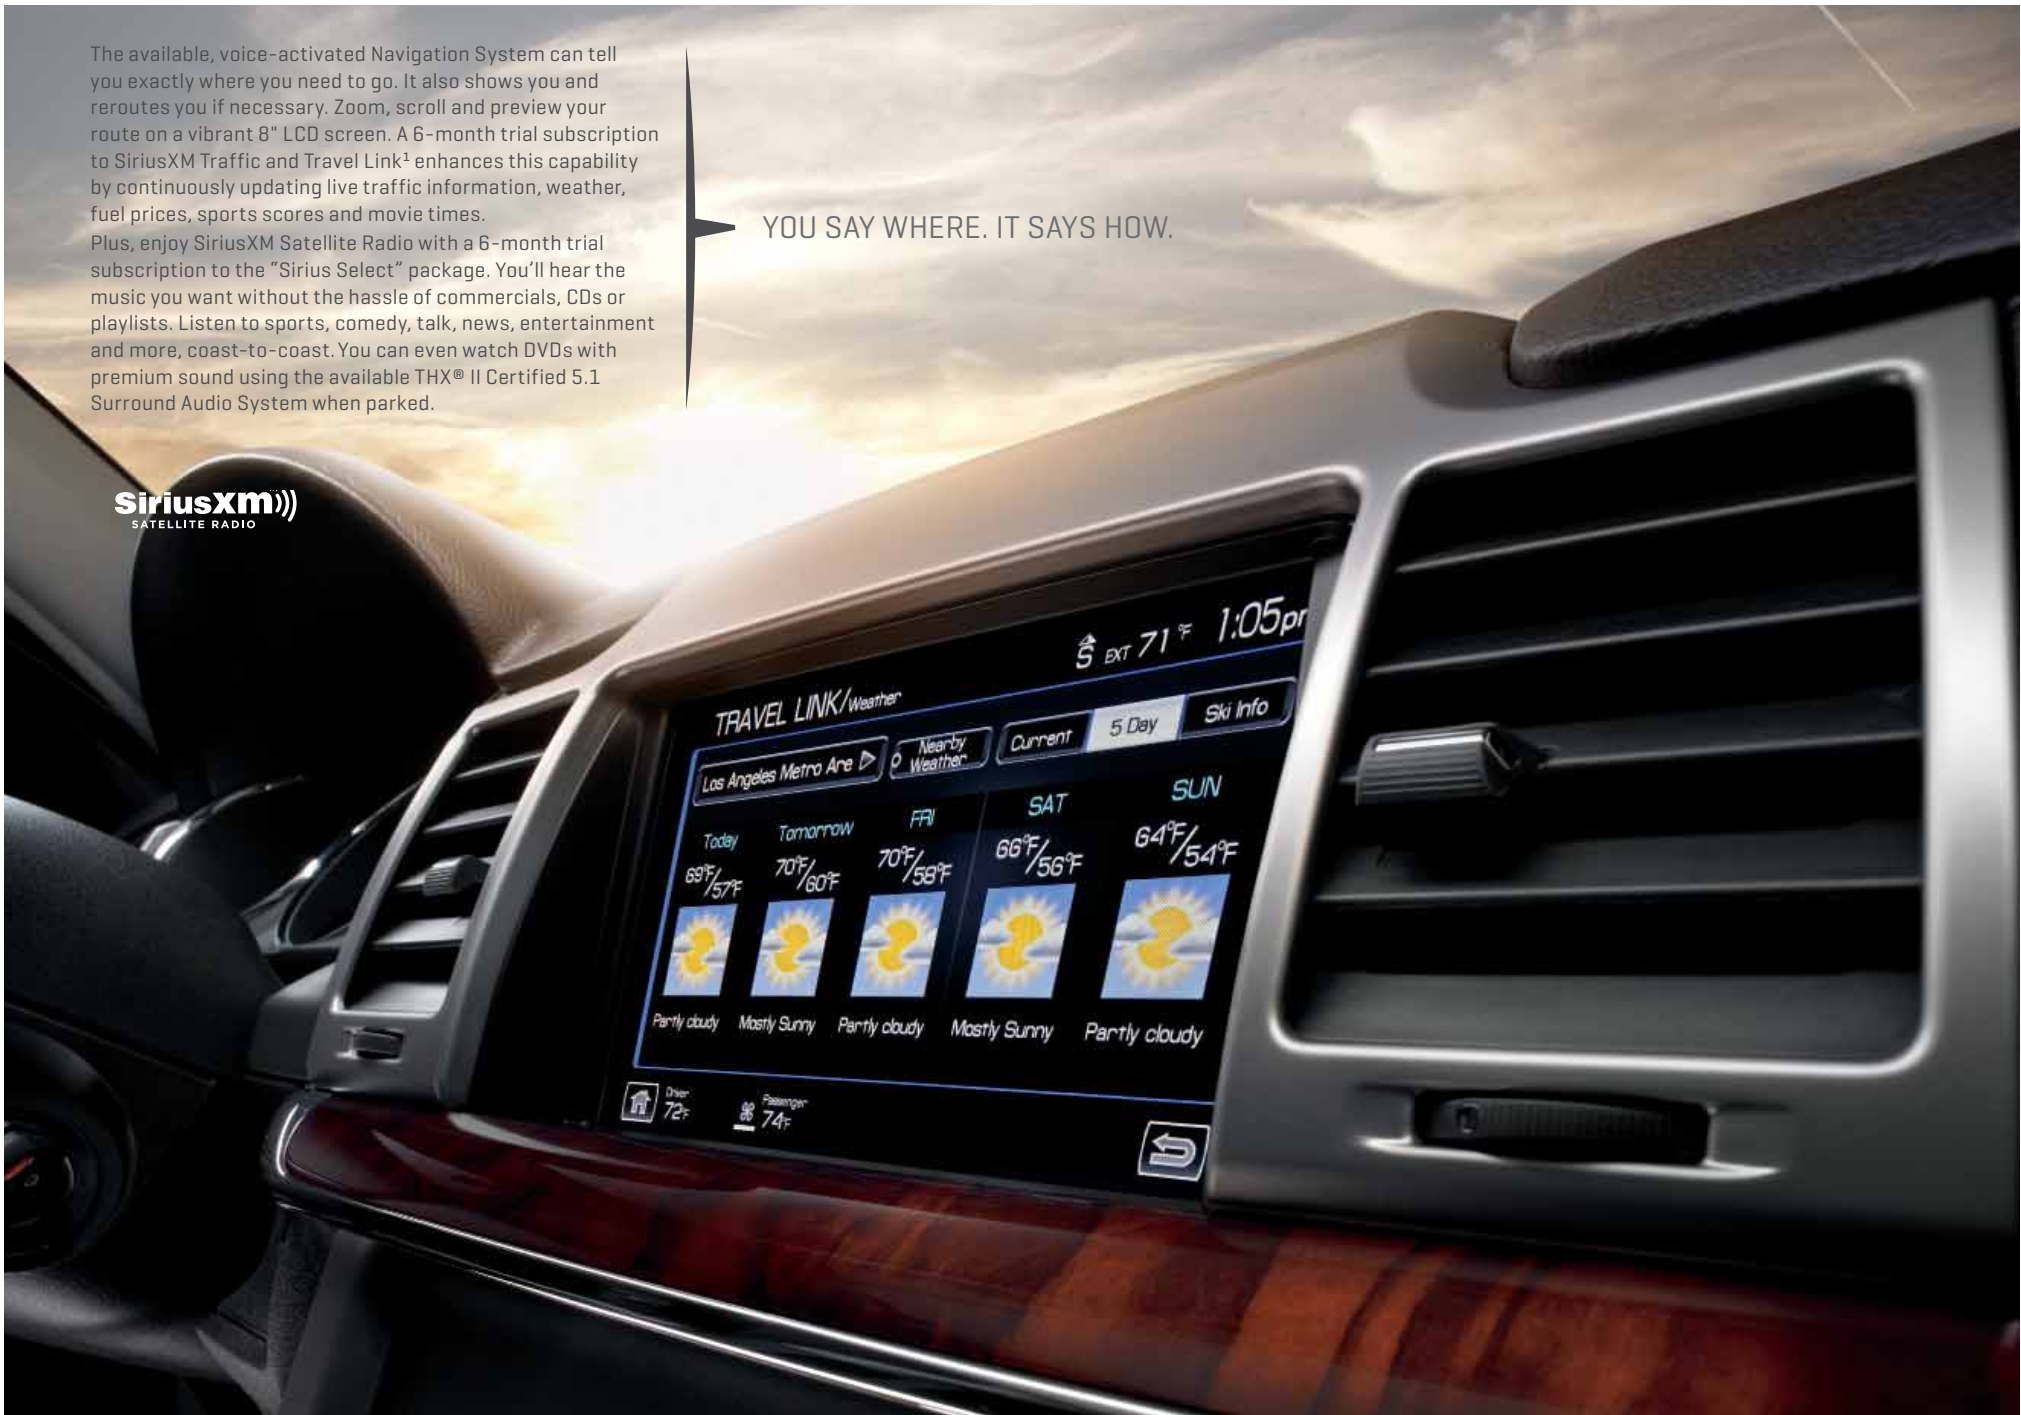 The available, voice-activated Navigation System can tell
you exactly where you need to go. It also shows you and
reroutes you if necessary. Zoom, scroll and preview your
route on a vibrant 8" LCD screen. A 6-month trial subscription
to SiriusXM Traffic and Travel Link¹ enhances this capability
by continuously updating live traffic information, weather,
fuel prices, sports scores and movie times.
Plus, enjoy SiriusXM Satellite Radio with a 6-month trial
subscription to the “Sirius Select” package. You’ll hear the
music you want without the hassle of commercials, CDs or
playlists. Listen to sports, comedy, talk, news, entertainment
and more, coast-to-coast. You can even watch DVDs with
premium sound using the available THX® II Certified 5.1
Surround Audio System when parked.
YOU SAY WHERE. IT SAYS HOW.
SiriusXM
SATELLITE RADIO
S EXT 71 °F 1:05pm
TRAVEL LINK/Weather
Los Angeles Metro Are Nearby Weather Current 5 Day Ski Info
Today Tomorrow FRI SAT SUN
69°F/57°F 70°F/60°F 70°F/58°F 66°F/56°F 64°F/54°F
Partly cloudy Mostly Sunny Partly cloudy Mostly Sunny Partly cloudy
Driver Passenger
72°F 74°F